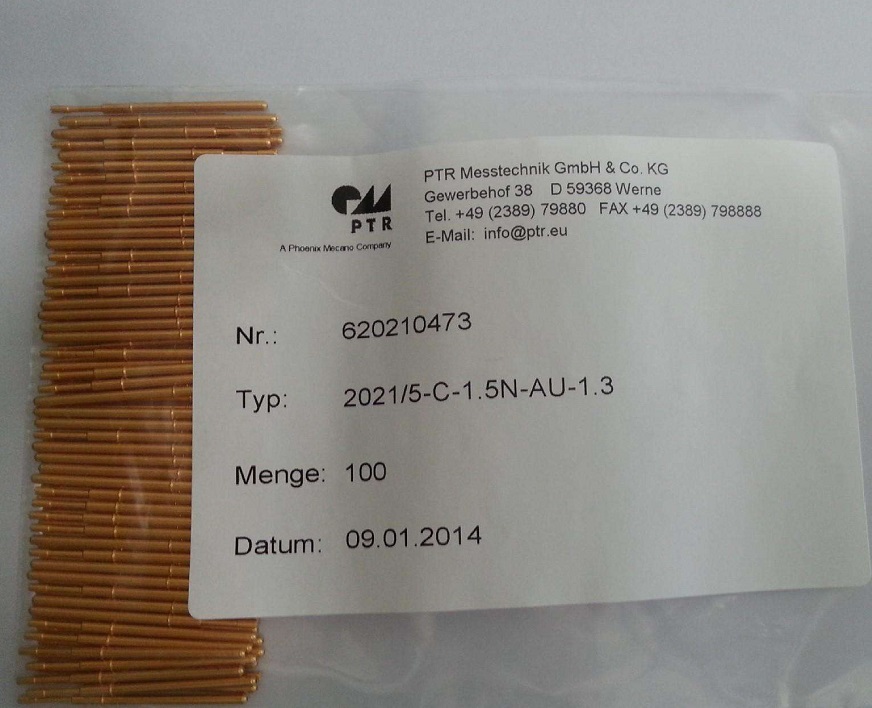 PTR Messtechnik GmbH & Co. KG
Gewerbehof 38 D 59368 Werne
Tel. +49 (2389) 79880 FAX +49 (2389) 798888
E-Mail: info@ptr.eu
PTR
A Phoenix Mecano Company
Nr.: 620210473
Typ: 2021/5-C-1.5N-AU-1.3
Menge: 100
Datum: 09.01.2014